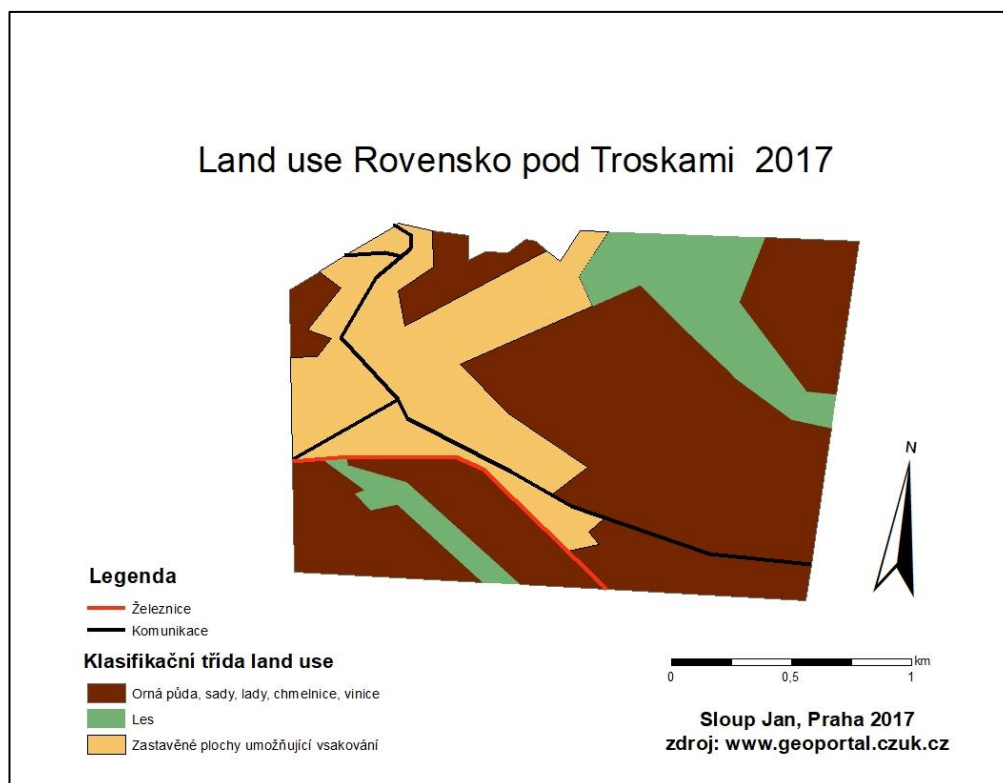 Land use Rovensko pod Troskami 2017
N
Legenda
Železnice
Komunikace
Klasifikační třída land use
Orná půda, sady, lady, chmelnice, vinice
Les
Zastavěné plochy umožňující vsakování
km
0 0,5 1
Sloup Jan, Praha 2017
zdroj: www.geoportal.czuk.cz